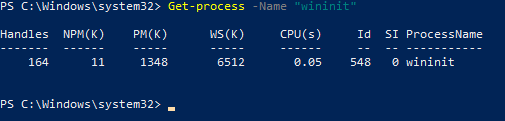 PS C:\Windows\system32> Get-process -Name "wininit"
Handles NPM(K) PM(K) WS(K) CPU(s) Id SI ProcessName
------- ------ ----- ----- ------ -- -- -----------
164 11 1348 6512 0.05 548 0 wininit
PS C:\Windows\system32>